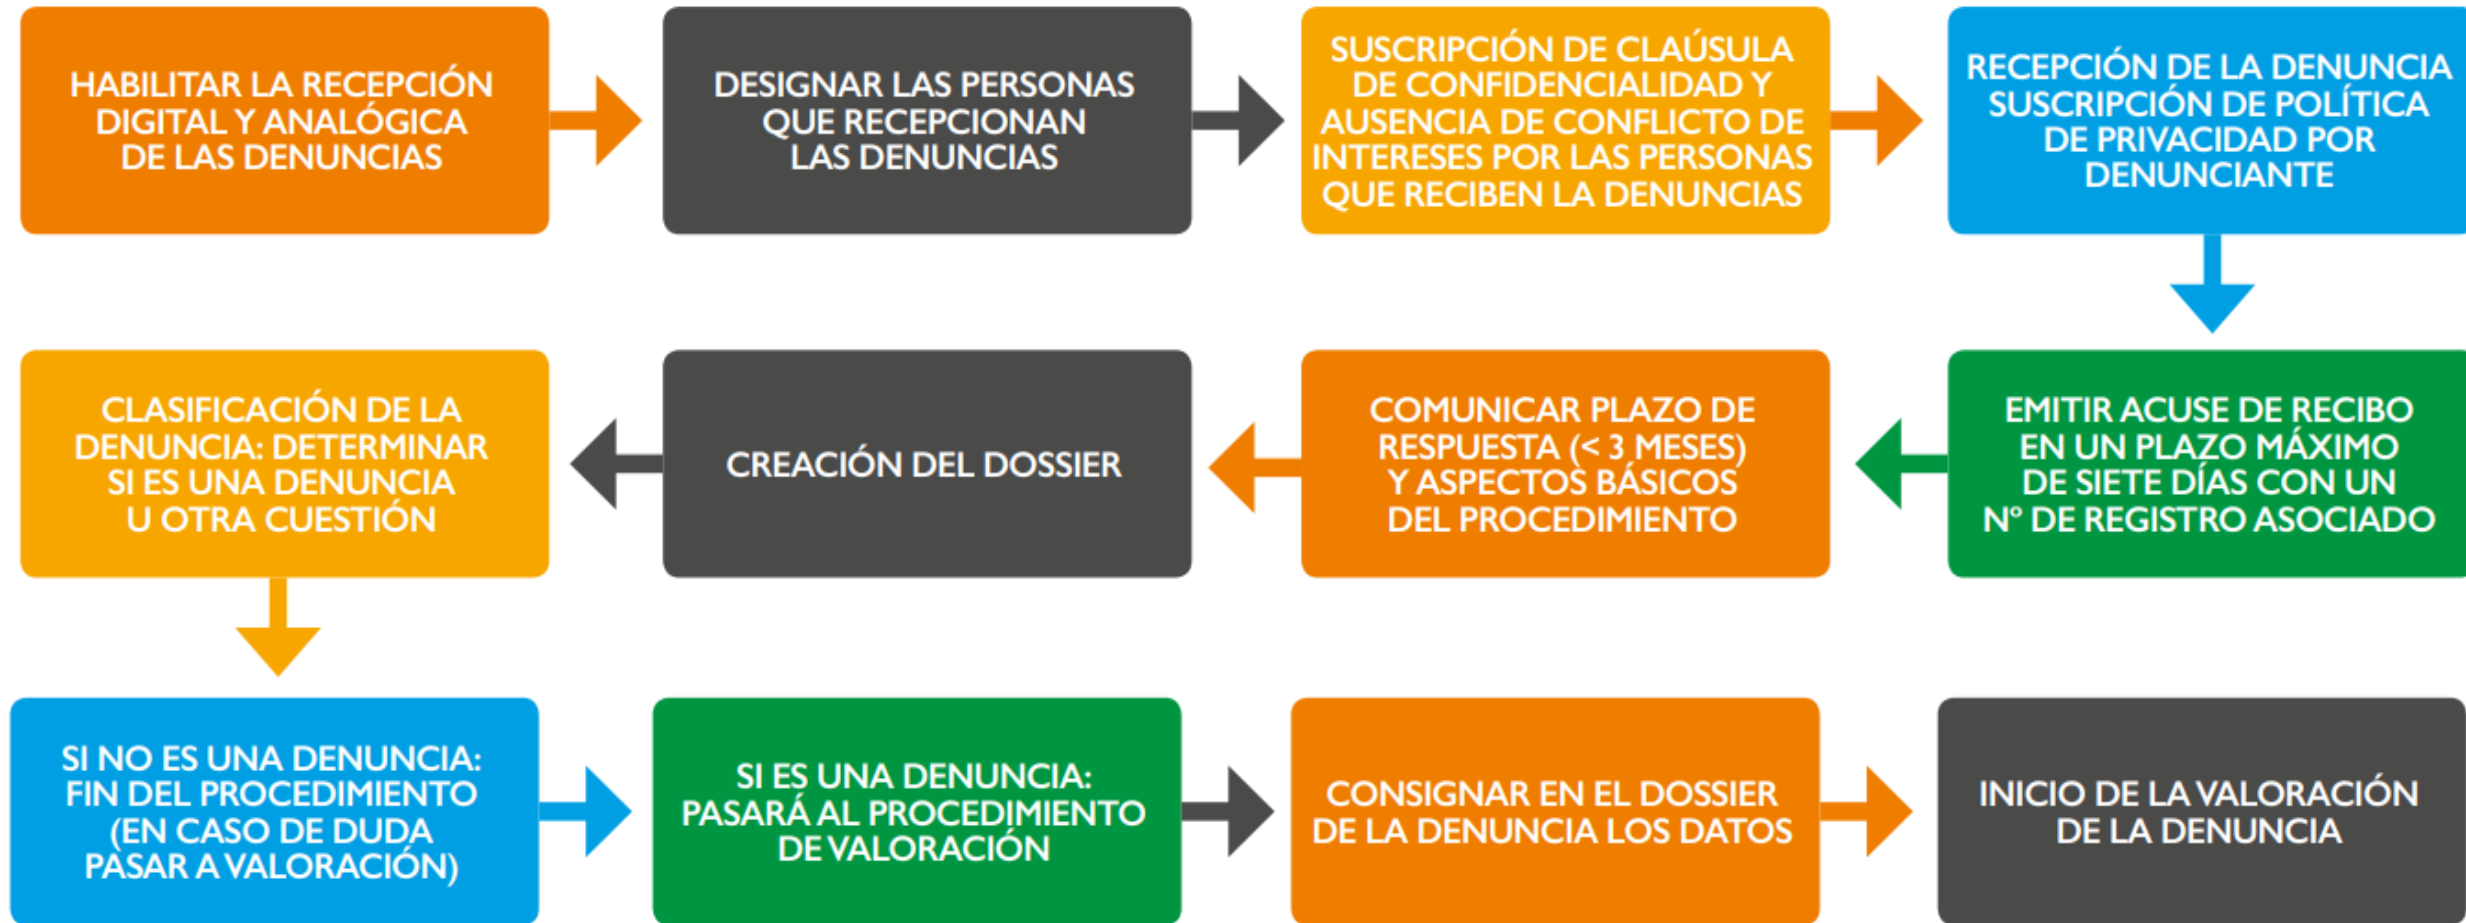 HABILITAR LA RECEPCIÓN
DIGITAL Y ANALÓGICA
DE LAS DENUNCIAS
DESIGNAR LAS PERSONAS
QUE RECEPCIONAN
LAS DENUNCIAS
SUSCRIPCIÓN DE CLAÚSULA
DE CONFIDENCIALIDAD Y
AUSENCIA DE CONFLICTO DE
INTERESES POR LAS PERSONAS
QUE RECIBEN LA DENUNCIAS
RECEPCIÓN DE LA DENUNCIA
SUSCRIPCIÓN DE POLÍTICA
DE PRIVACIDAD POR
DENUNCIANTE
EMITIR ACUSE DE RECIBO
EN UN PLAZO MÁXIMO
DE SIETE DÍAS CON UN
Nº DE REGISTRO ASOCIADO
COMUNICAR PLAZO DE
RESPUESTA (< 3 MESES)
Y ASPECTOS BÁSICOS
DEL PROCEDIMIENTO
CREACIÓN DEL DOSSIER
CLASIFICACIÓN DE LA
DENUNCIA: DETERMINAR
SI ES UNA DENUNCIA
U OTRA CUESTIÓN
SI NO ES UNA DENUNCIA:
FIN DEL PROCEDIMIENTO
(EN CASO DE DUDA
PASAR A VALORACIÓN)
SI ES UNA DENUNCIA:
PASARÁ AL PROCEDIMIENTO
DE VALORACIÓN
CONSIGNAR EN EL DOSSIER
DE LA DENUNCIA LOS DATOS
INICIO DE LA VALORACIÓN
DE LA DENUNCIA